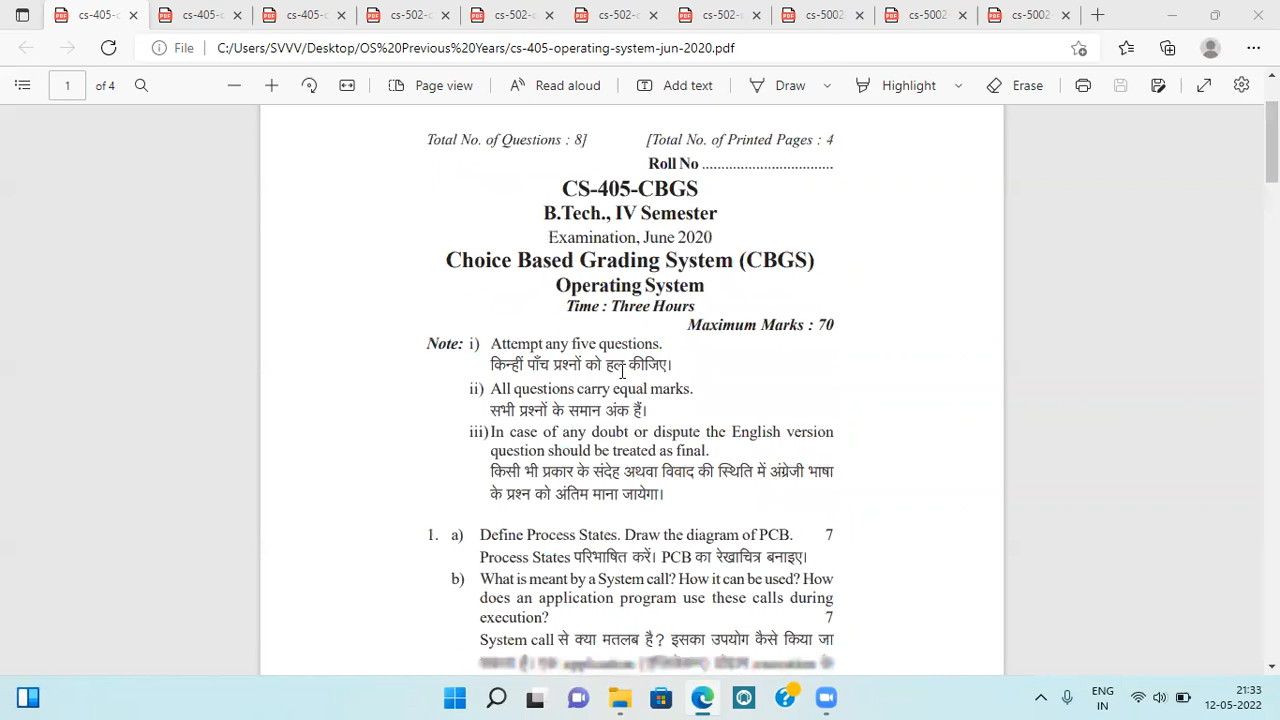 cs-405- cs-405 cs-405 cs-502- cs-502 cs-502- cs-502- cs-5002 cs-5002 cs-5002
File C:/Users/SVVV/Desktop/OS%20Previous%20Years/cs-405-operating-system-jun-2020.pdf
1 of 4 Page view Read aloud Add text Draw Highlight Erase
Total No. of Questions : 8] [Total No. of Printed Pages : 4
Roll No ..................................
CS-405-CBGS
B.Tech., IV Semester
Examination, June 2020
Choice Based Grading System (CBGS)
Operating System
Time : Three Hours
Maximum Marks : 70
Note: i) Attempt any five questions.
किन्हीं पाँच प्रश्नों को हल कीजिए।
ii) All questions carry equal marks.
सभी प्रश्नों के समान अंक हैं।
iii) In case of any doubt or dispute the English version
question should be treated as final.
किसी भी प्रकार के संदेह अथवा विवाद की स्थिति में अंग्रेजी भाषा
के प्रश्न को अंतिम माना जायेगा।
1. a) Define Process States. Draw the diagram of PCB. 7
Process States परिभाषित करें। PCB का रेखाचित्र बनाइए।
b) What is meant by a System call? How it can be used? How
does an application program use these calls during
execution? 7
System call से क्या मतलब है? इसका उपयोग कैसे किया जा
ENG 21:33
IN 12-05-2022